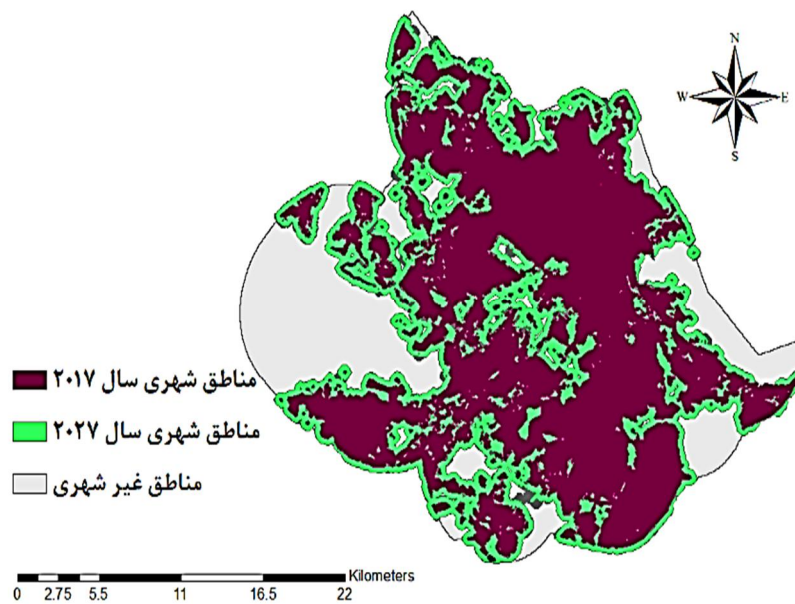 N
W E
S
مناطق شهری سال ۲۰۱۷
مناطق شهری سال ۲۰۲۷
مناطق غیر شهری
Kilometers
0 2.75 5.5 11 16.5 22